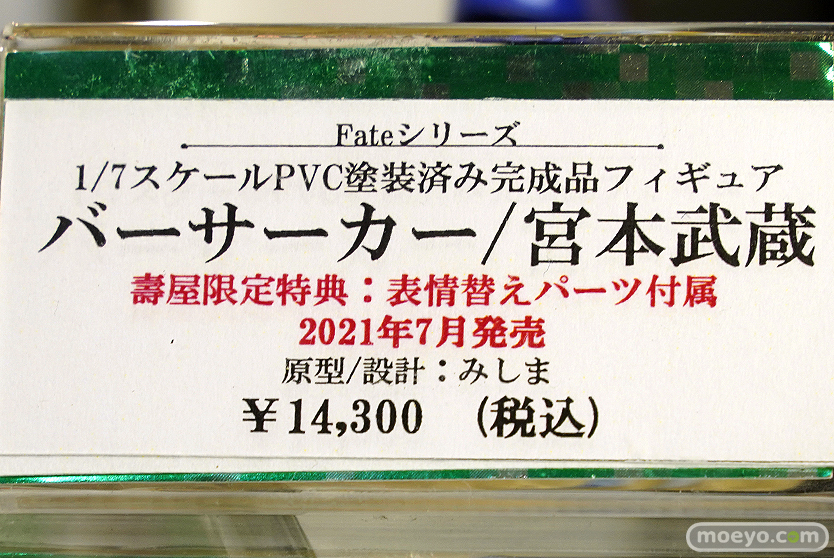 Fateシリーズ
1/7スケールPVC塗装済み完成品フィギュア
バーサーカー/宮本武蔵
壽屋限定特典：表情替えパーツ付属
2021年7月発売
原型/設計：みしま
￥14,300 (税込)
moeyo.com